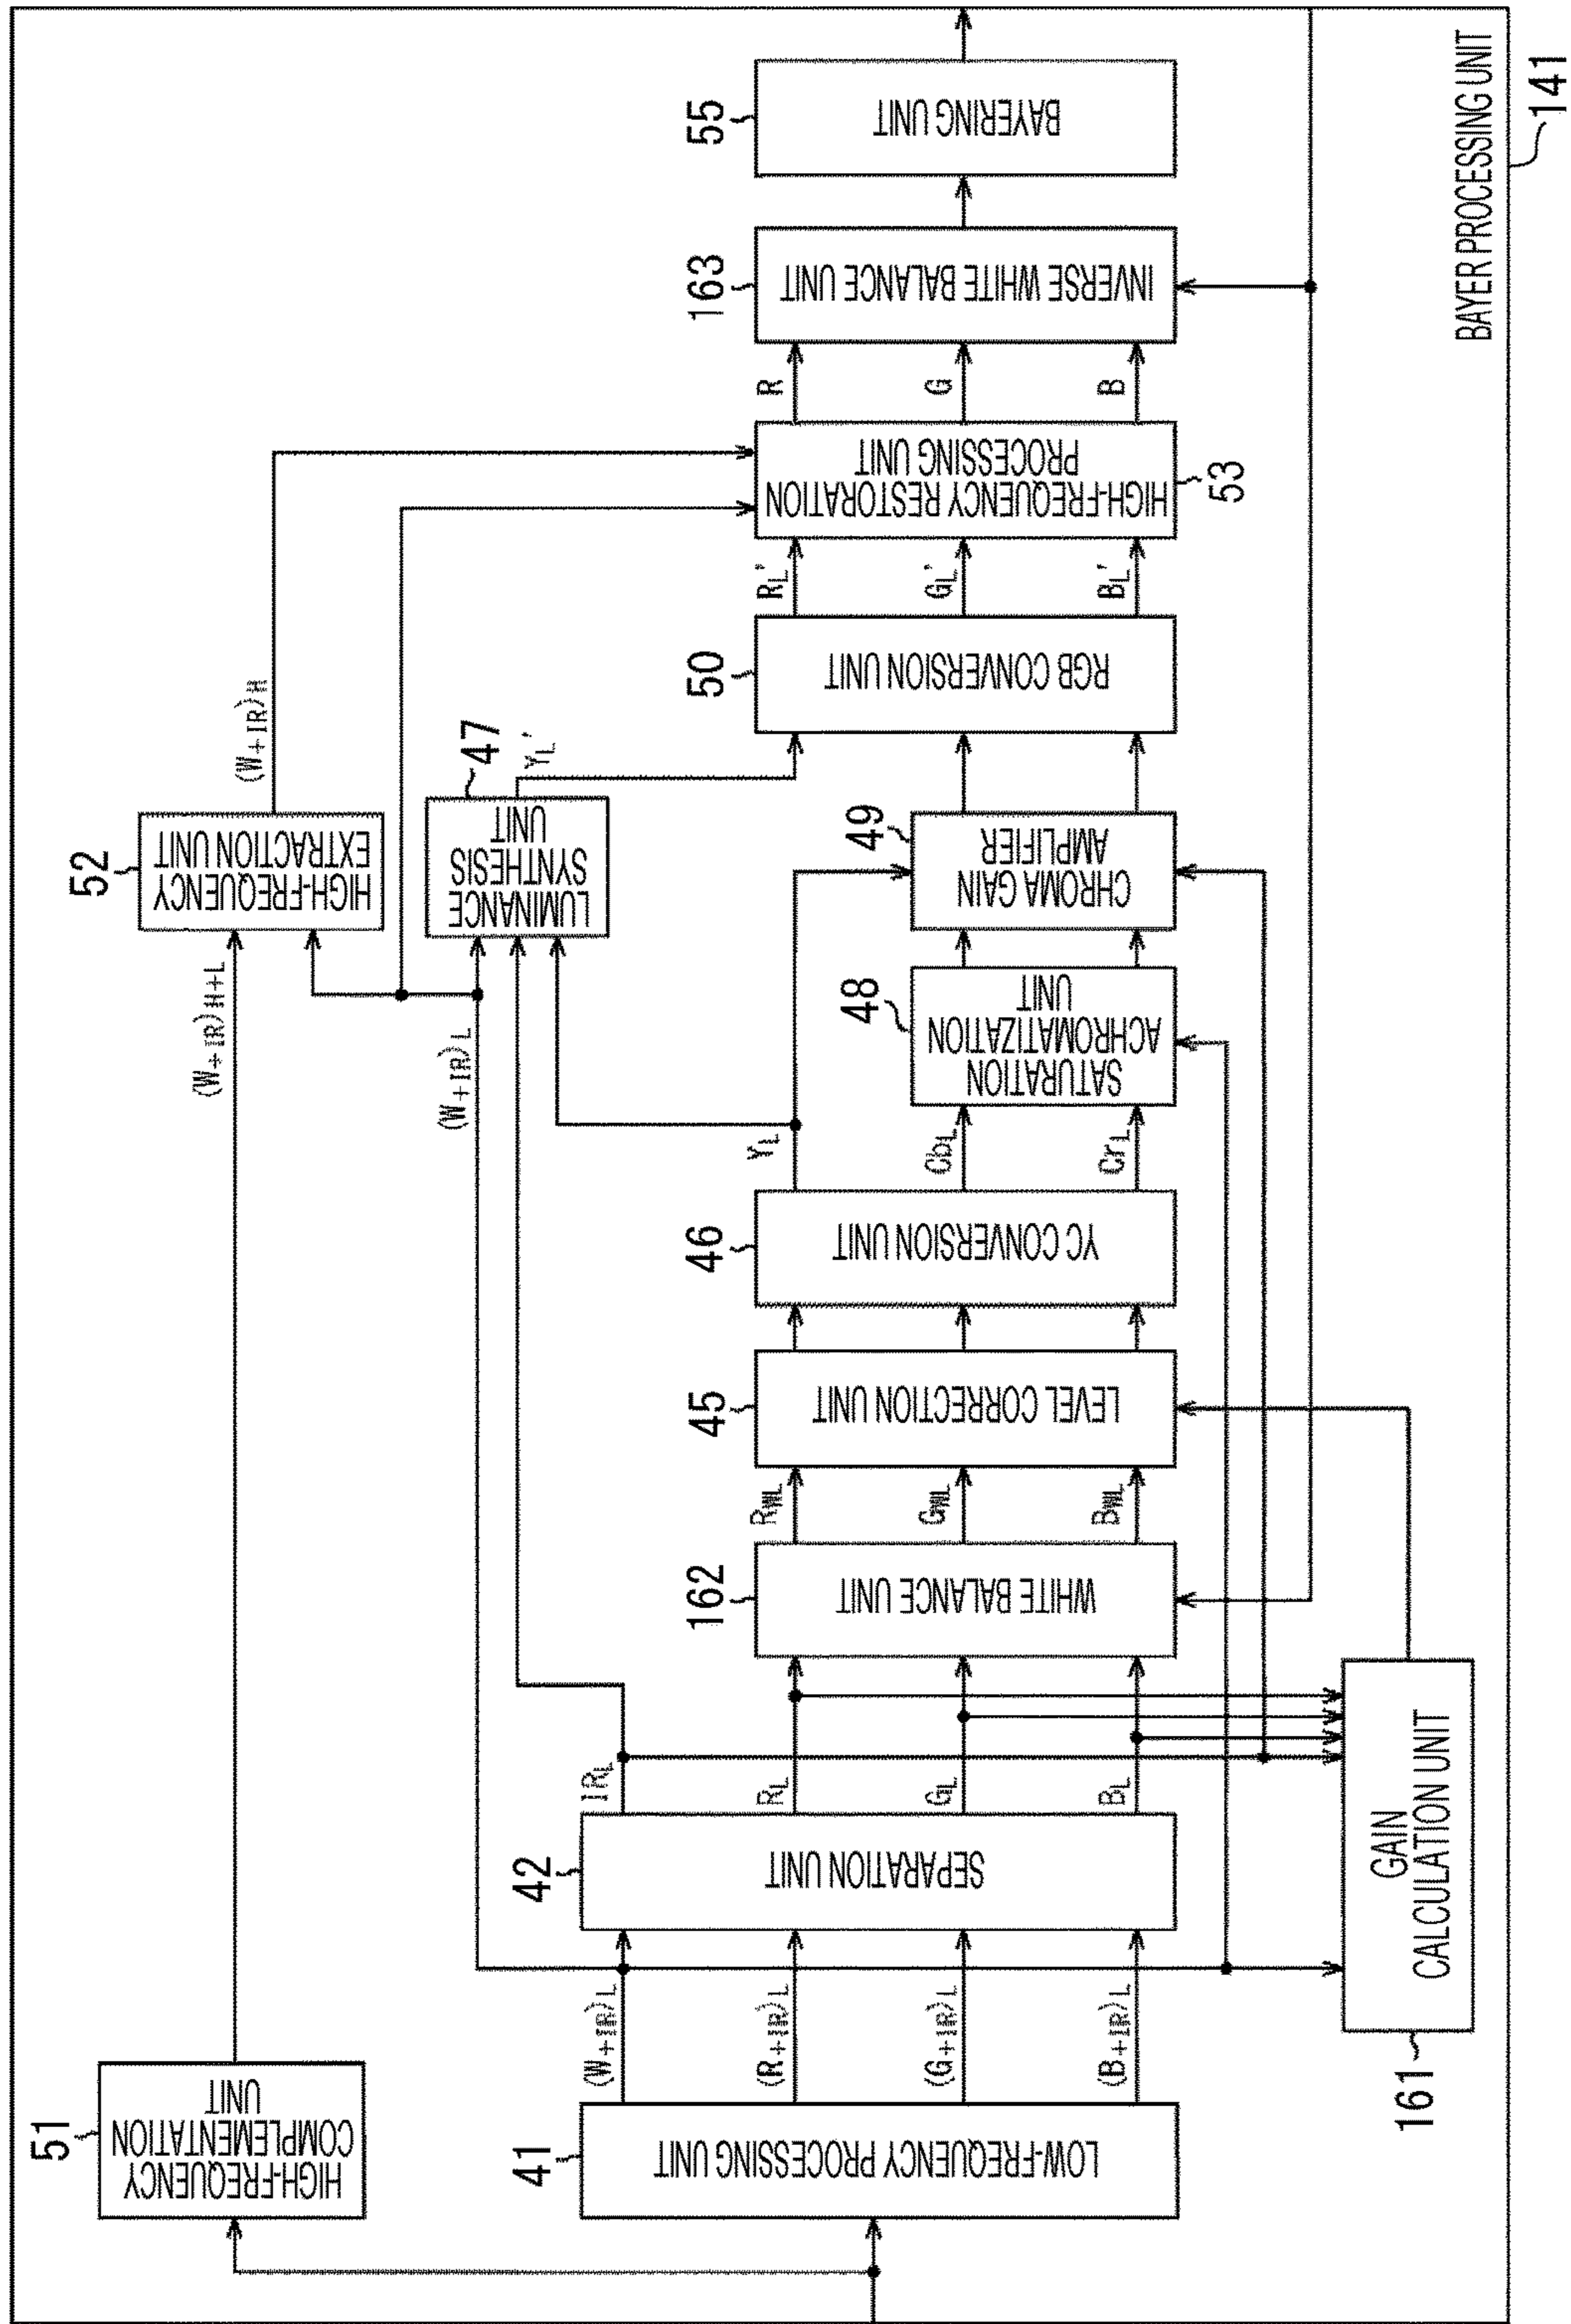 51
HIGH-FREQUENCY
COMPLEMENTATION
UNIT
(W+IR)H+L
52
HIGH-FREQUENCY
EXTRACTION UNIT
(W+IR)H
(W+IR)L
47
LUMINANCE
SYNTHESIS
UNIT
YL'
41
LOW-FREQUENCY PROCESSING UNIT
(W+IR)L
(R+IR)L
(G+IR)L
(B+IR)L
42
SEPARATION UNIT
IRL
RL
GL
BL
162
WHITE BALANCE UNIT
RWL
GWL
BWL
45
LEVEL CORRECTION UNIT
46
YC CONVERSION UNIT
YL
CbL
CrL
48
SATURATION
ACHROMATIZATION
UNIT
49
CHROMA GAIN
AMPLIFIER
50
RGB CONVERSION UNIT
RL'
GL'
BL'
HIGH-FREQUENCY RESTORATION
PROCESSING UNIT
53
R
G
B
163
INVERSE WHITE BALANCE UNIT
55
BAYERING UNIT
161
GAIN
CALCULATION UNIT
BAYER PROCESSING UNIT
141